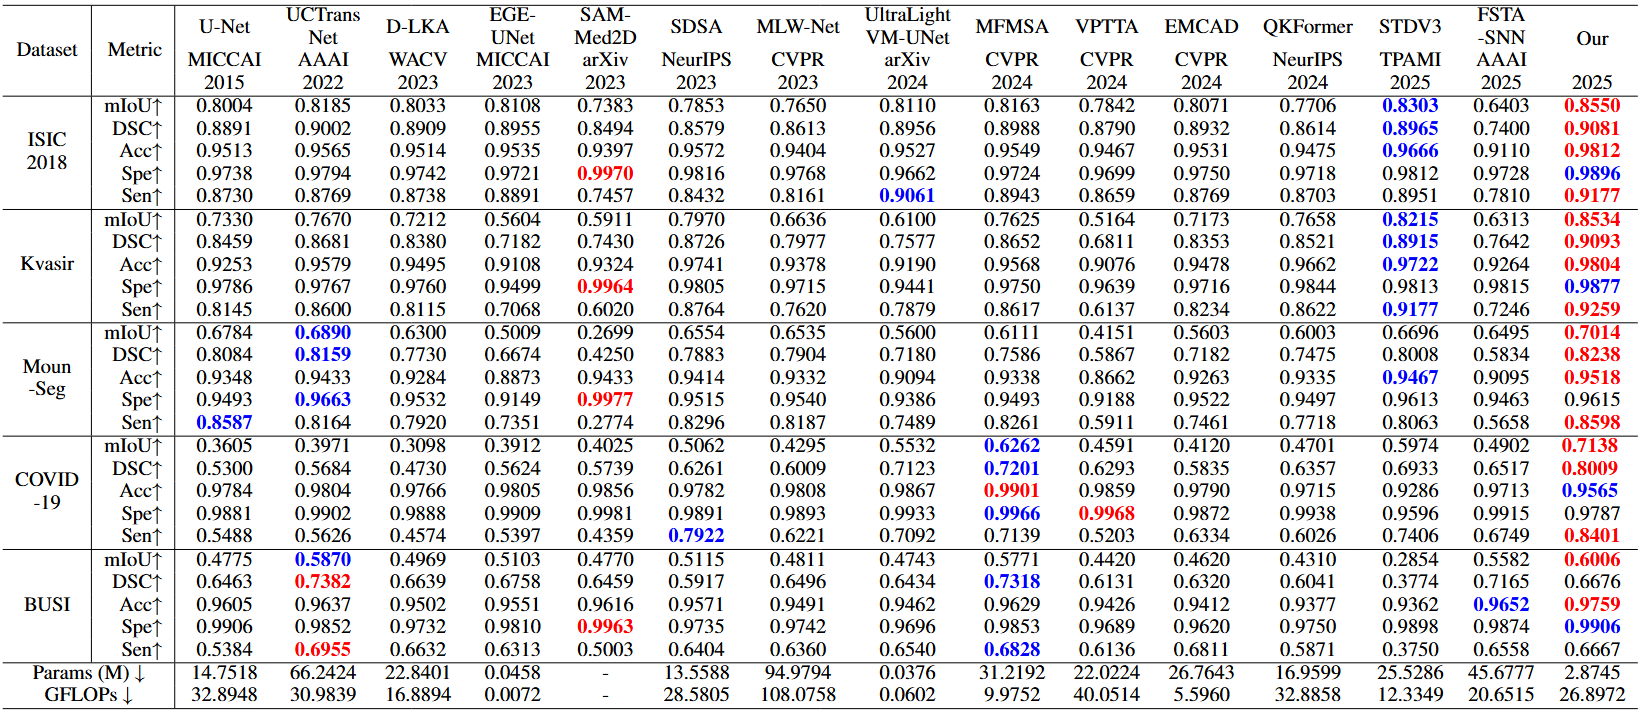 Dataset Metric U-Net MICCAI 2015 UCTrans Net AAAI 2022 D-LKA WACV 2023 EGE- UNet MICCAI 2023 SAM- Med2D arXiv 2023 SDSA NeurIPS 2023 MLW-Net CVPR 2023 UltraLight VM-UNet arXiv 2024 MFMSA CVPR 2024 VPTTA CVPR 2024 EMCAD CVPR 2024 QKFormer NeurIPS 2024 STDV3 TPAMI 2025 FSTA -SNN AAAI 2025 Our 2025
ISIC 2018
mIoU↑ 0.8004 0.8185 0.8033 0.8108 0.7383 0.7853 0.7650 0.8110 0.8163 0.7842 0.8071 0.7706 0.8303 0.6403 0.8550
DSC↑ 0.8891 0.9002 0.8909 0.8955 0.8494 0.8579 0.8613 0.8956 0.8988 0.8790 0.8932 0.8614 0.8965 0.7400 0.9081
Acc↑ 0.9513 0.9565 0.9514 0.9535 0.9397 0.9572 0.9404 0.9527 0.9549 0.9467 0.9531 0.9475 0.9666 0.9110 0.9812
Spe↑ 0.9738 0.9794 0.9742 0.9721 0.9970 0.9816 0.9768 0.9662 0.9724 0.9699 0.9750 0.9718 0.9812 0.9728 0.9896
Sen↑ 0.8730 0.8769 0.8738 0.8891 0.7457 0.8432 0.8161 0.9061 0.8943 0.8659 0.8769 0.8703 0.8951 0.7810 0.9177
Kvasir
mIoU↑ 0.7330 0.7670 0.7212 0.5604 0.5911 0.7970 0.6636 0.6100 0.7625 0.5164 0.7173 0.7658 0.8215 0.6313 0.8534
DSC↑ 0.8459 0.8681 0.8380 0.7182 0.7430 0.8726 0.7977 0.7577 0.8652 0.6811 0.8353 0.8521 0.8915 0.7642 0.9093
Acc↑ 0.9253 0.9579 0.9495 0.9108 0.9324 0.9741 0.9378 0.9190 0.9568 0.9076 0.9478 0.9662 0.9722 0.9264 0.9804
Spe↑ 0.9786 0.9767 0.9760 0.9499 0.9964 0.9805 0.9715 0.9441 0.9750 0.9639 0.9716 0.9844 0.9813 0.9815 0.9877
Sen↑ 0.8145 0.8600 0.8115 0.7068 0.6020 0.8764 0.7620 0.7879 0.8617 0.6137 0.8234 0.8622 0.9177 0.7246 0.9259
Moun -Seg
mIoU↑ 0.6784 0.6890 0.6300 0.5009 0.2699 0.6554 0.6535 0.5600 0.6111 0.4151 0.5603 0.6003 0.6696 0.6495 0.7014
DSC↑ 0.8084 0.8159 0.7730 0.6674 0.4250 0.7883 0.7904 0.7180 0.7586 0.5867 0.7182 0.7475 0.8008 0.5834 0.8238
Acc↑ 0.9348 0.9433 0.9284 0.8873 0.9433 0.9414 0.9332 0.9094 0.9338 0.8662 0.9263 0.9335 0.9467 0.9095 0.9518
Spe↑ 0.9493 0.9663 0.9532 0.9149 0.9977 0.9515 0.9540 0.9386 0.9493 0.9188 0.9522 0.9497 0.9613 0.9463 0.9615
Sen↑ 0.8587 0.8164 0.7920 0.7351 0.2774 0.8296 0.8187 0.7489 0.8261 0.5911 0.7461 0.7718 0.8063 0.5658 0.8598
COVID -19
mIoU↑ 0.3605 0.3971 0.3098 0.3912 0.4025 0.5062 0.4295 0.5532 0.6262 0.4591 0.4120 0.4701 0.5974 0.4902 0.7138
DSC↑ 0.5300 0.5684 0.4730 0.5624 0.5739 0.6261 0.6009 0.7123 0.7201 0.6293 0.5835 0.6357 0.6933 0.6517 0.8009
Acc↑ 0.9784 0.9804 0.9766 0.9805 0.9856 0.9782 0.9808 0.9867 0.9901 0.9859 0.9790 0.9715 0.9286 0.9713 0.9565
Spe↑ 0.9881 0.9902 0.9888 0.9909 0.9981 0.9891 0.9893 0.9933 0.9966 0.9968 0.9872 0.9938 0.9596 0.9915 0.9787
Sen↑ 0.5488 0.5626 0.4574 0.5397 0.4359 0.7922 0.6221 0.7092 0.7139 0.5203 0.6334 0.6026 0.7406 0.6749 0.8401
BUSI
mIoU↑ 0.4775 0.5870 0.4969 0.5103 0.4770 0.5115 0.4811 0.4743 0.5771 0.4420 0.4620 0.4310 0.2854 0.5582 0.6006
DSC↑ 0.6463 0.7382 0.6639 0.6758 0.6459 0.5917 0.6496 0.6434 0.7318 0.6131 0.6320 0.6041 0.3774 0.7165 0.6676
Acc↑ 0.9605 0.9637 0.9502 0.9551 0.9616 0.9571 0.9491 0.9462 0.9629 0.9426 0.9412 0.9377 0.9362 0.9652 0.9759
Spe↑ 0.9906 0.9852 0.9732 0.9810 0.9963 0.9735 0.9742 0.9696 0.9853 0.9689 0.9620 0.9750 0.9898 0.9874 0.9906
Sen↑ 0.5384 0.6955 0.6632 0.6313 0.5003 0.6404 0.6360 0.6540 0.6828 0.6136 0.6811 0.5871 0.3750 0.6558 0.6667
Params (M) ↓ 14.7518 66.2424 22.8401 0.0458 - 13.5588 94.9794 0.0376 31.2192 22.0224 26.7643 16.9599 25.5286 45.6777 2.8745
GFLOPs ↓ 32.8948 30.9839 16.8894 0.0072 - 28.5805 108.0758 0.0602 9.9752 40.0514 5.5960 32.8858 12.3349 20.6515 26.8972